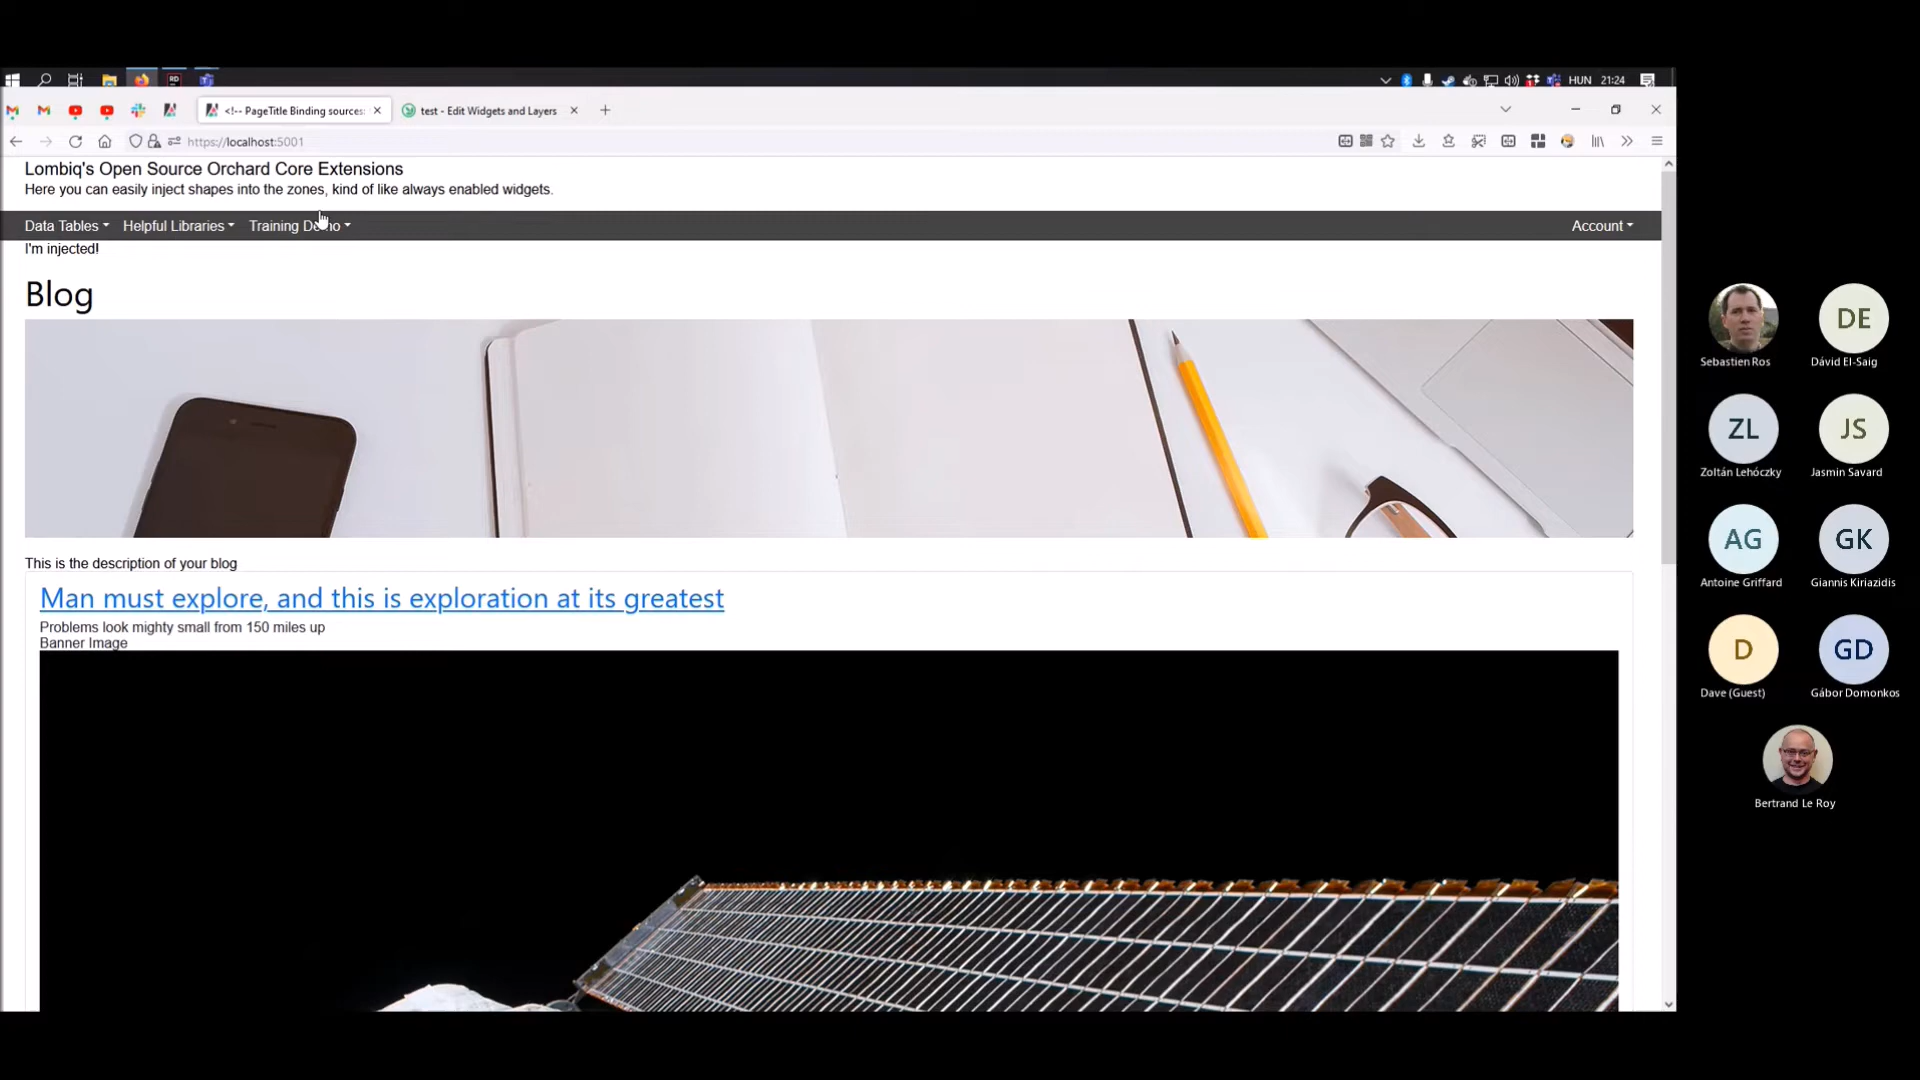 HUN 21:24
<!-- PageTitle Binding sources:
test - Edit Widgets and Layers
https://localhost:5001
Lombiq's Open Source Orchard Core Extensions
Here you can easily inject shapes into the zones, kind of like always enabled widgets.
Data Tables Helpful Libraries Training Demo Account
I'm injected!
Blog
This is the description of your blog
Man must explore, and this is exploration at its greatest
Problems look mighty small from 150 miles up
Banner Image
Sebastien Ros
DE
Dávid El-Saig
ZL
Zoltán Lehóczky
JS
Jasmin Savard
AG
Antoine Griffard
GK
Giannis Kiriazidis
D
Dave (Guest)
GD
Gábor Domonkos
Bertrand Le Roy